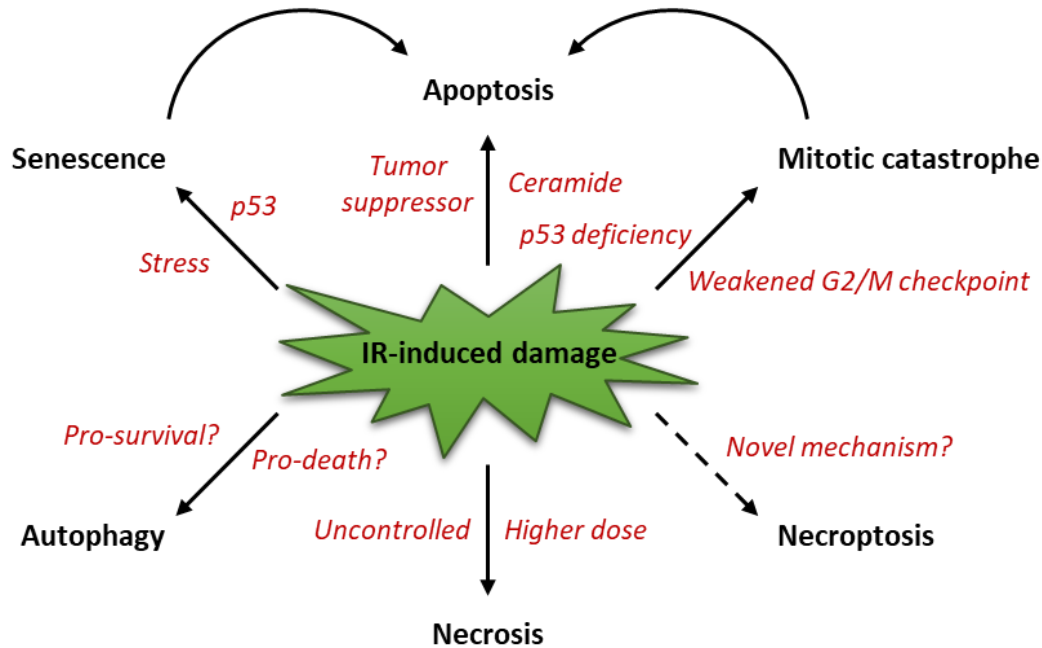 Apoptosis
Senescence
Mitotic catastrophe
Tumor
suppressor
Ceramide
p53
p53 deficiency
Stress
Weakened G2/M checkpoint
IR-induced damage
Pro-survival?
Pro-death?
Novel mechanism?
Autophagy
Uncontrolled
Higher dose
Necroptosis
Necrosis